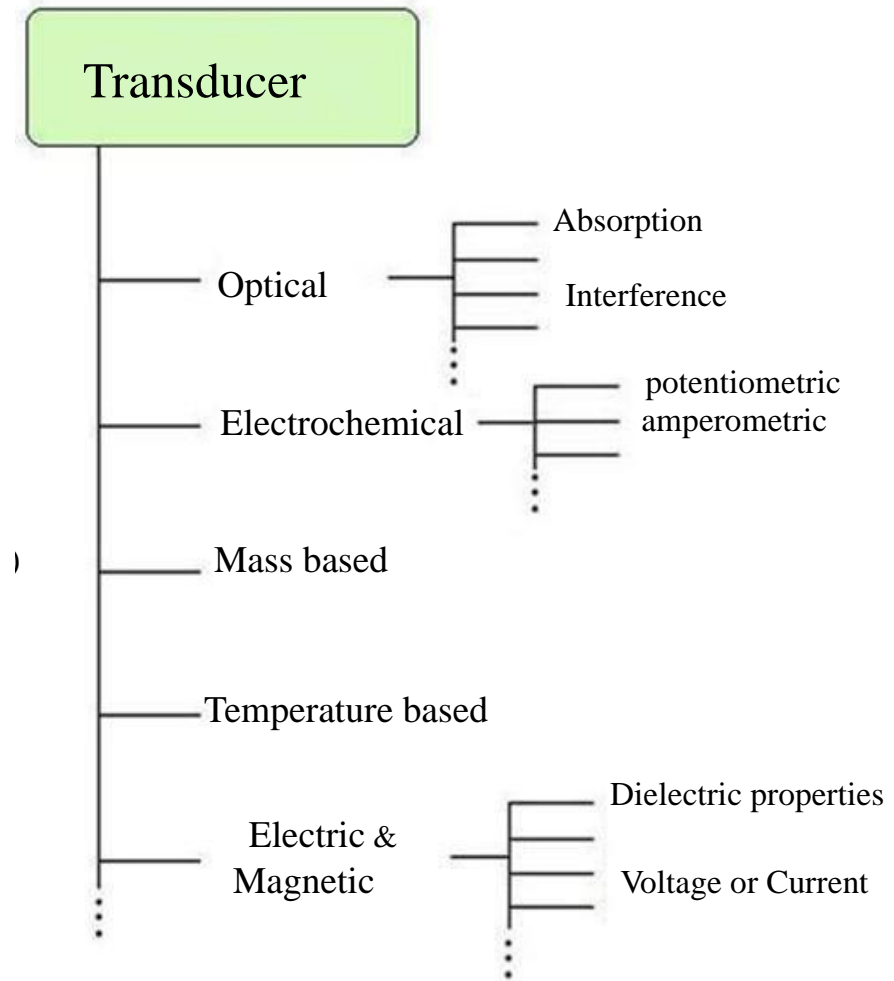 Transducer
Absorption
Optical
Interference
potentiometric
Electrochemical
amperometric
)
Mass based
Temperature based
Dielectric properties
Electric &
Magnetic
Voltage or Current